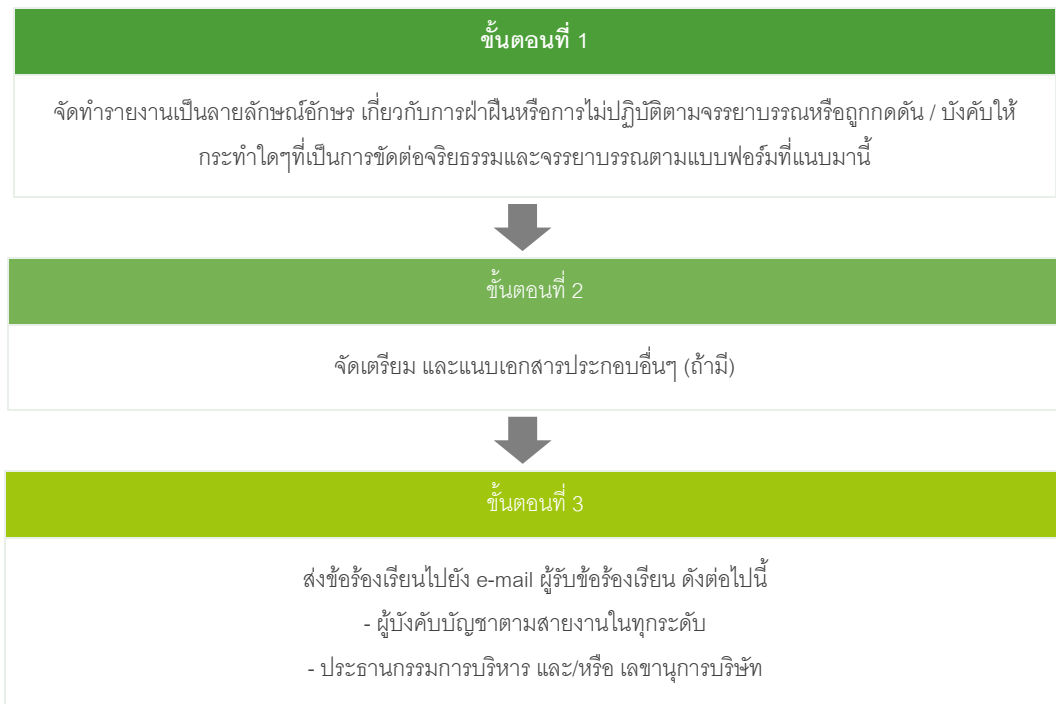 ขั้นตอนที่ 1
จัดทำรายงานเป็นลายลักษณ์อักษร เกี่ยวกับการฝ่าฝืนหรือการไม่ปฏิบัติตามจรรยาบรรณหรือถูกกดดัน / บังคับให้
กระทำใดๆที่เป็นการขัดต่อจริยธรรมและจรรยาบรรณตามแบบฟอร์มที่แนบมานี้
ขั้นตอนที่ 2
จัดเตรียม และแนบเอกสารประกอบอื่นๆ (ถ้ามี)
ขั้นตอนที่ 3
ส่งข้อร้องเรียนไปยัง e-mail ผู้รับข้อร้องเรียน ดังต่อไปนี้
- ผู้บังคับบัญชาตามสายงานในทุกระดับ
- ประธานกรรมการบริหาร และ/หรือ เลขานุการบริษัท